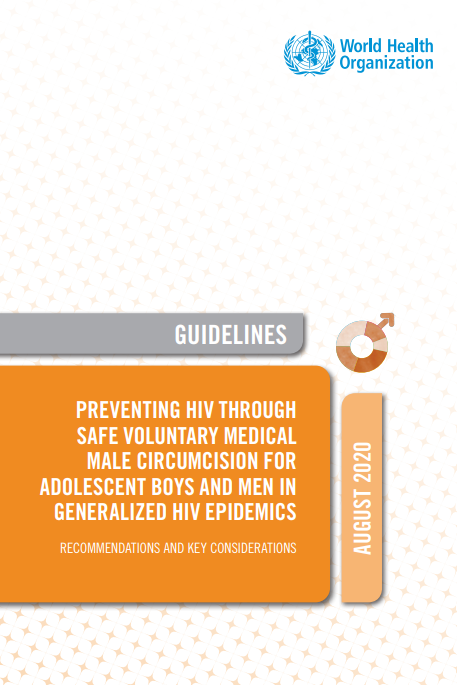 World Health
Organization
GUIDELINES
PREVENTING HIV THROUGH
SAFE VOLUNTARY MEDICAL
MALE CIRCUMCISION FOR
ADOLESCENT BOYS AND MEN IN
GENERALIZED HIV EPIDEMICS
RECOMMENDATIONS AND KEY CONSIDERATIONS
AUGUST 2020